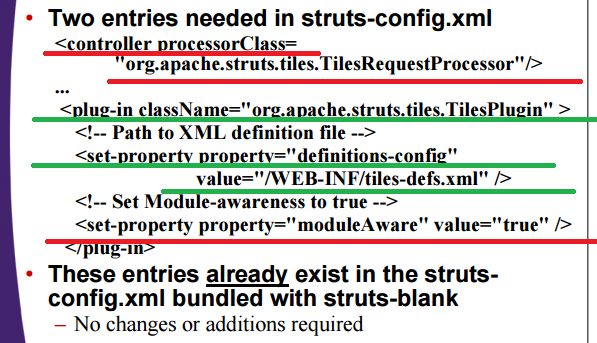 • Two entries needed in struts-config.xml
<controller processorClass=
"org.apache.struts.tiles.TilesRequestProcessor"/>
...
<plug-in className="org.apache.struts.tiles.TilesPlugin" >
<!-- Path to XML definition file -->
<set-property property="definitions-config"
value="/WEB-INF/tiles-defs.xml" />
<!-- Set Module-awareness to true -->
<set-property property="moduleAware" value="true" />
</plug-in>
• These entries already exist in the struts-
config.xml bundled with struts-blank
– No changes or additions required